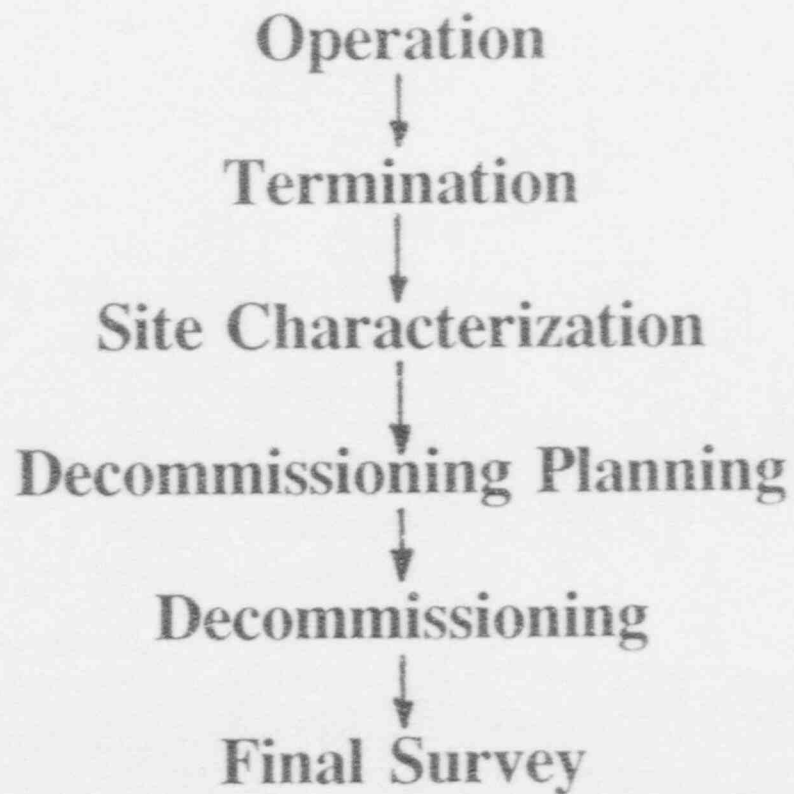 Operation
Termination
Site Characterization
Decommissioning Planning
Decommissioning
Final Survey